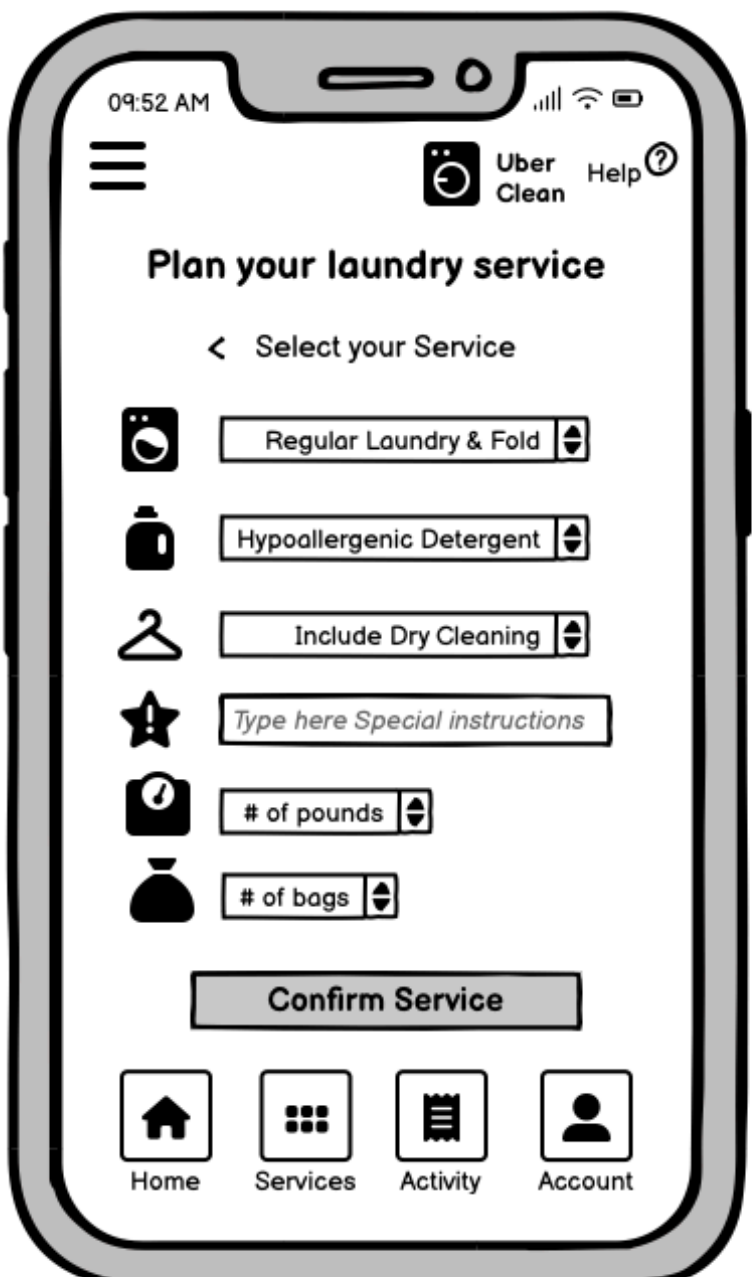 09:52 AM
Uber
Clean
Help ?
Plan your laundry service
< Select your Service
Regular Laundry & Fold
Hypoallergenic Detergent
Include Dry Cleaning
Type here Special instructions
# of pounds
# of bags
Confirm Service
Home Services Activity Account